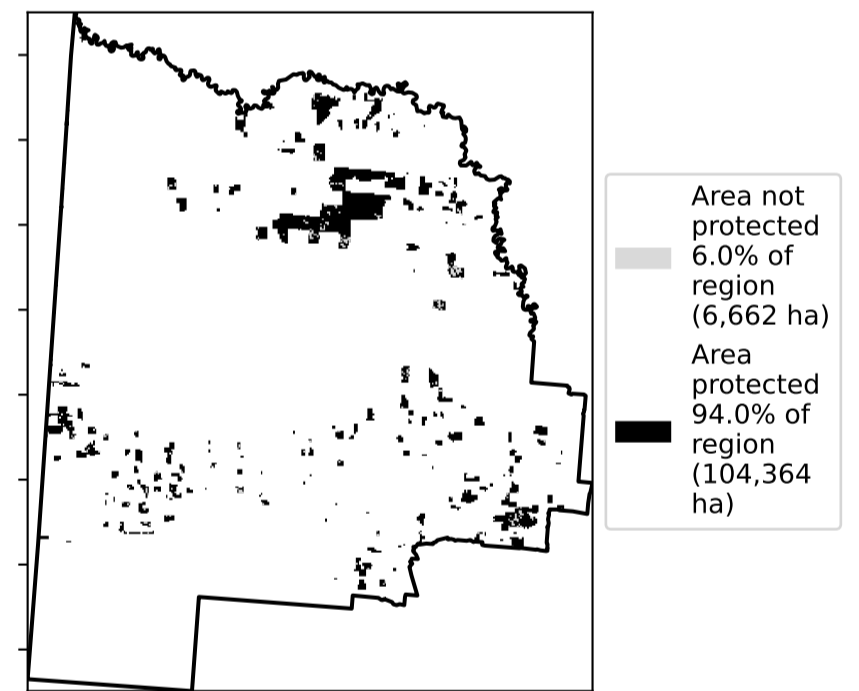 Area not
protected
6.0% of
region
(6,662 ha)
Area
protected
94.0% of
region
(104,364
ha)